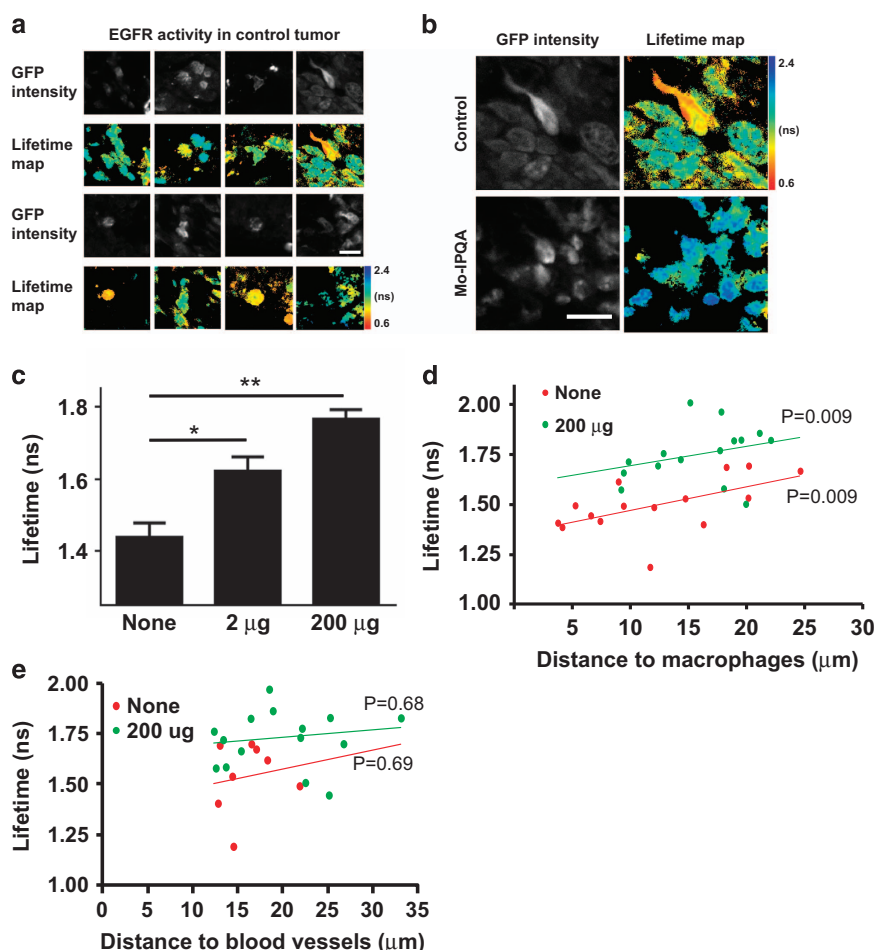 a
EGFR activity in control tumor
GFP intensity
Lifetime map
GFP intensity
Lifetime map
2.4
(ns)
0.6
b
GFP intensity Lifetime map
Control
Mo-IPQA
2.4
(ns)
0.6
c
Lifetime (ns)
1.8
1.6
1.4
*
**
None 2 μg 200 μg
d
Lifetime (ns)
2.00
1.75
1.50
1.25
1.00
None
200 μg
P=0.009
P=0.009
5 10 15 20 25 30
Distance to macrophages (μm)
e
Lifetime (ns)
2.00
1.75
1.50
1.25
1.00
None
200 ug
P=0.68
P=0.69
0 5 10 15 20 25 30 35
Distance to blood vessels (μm)